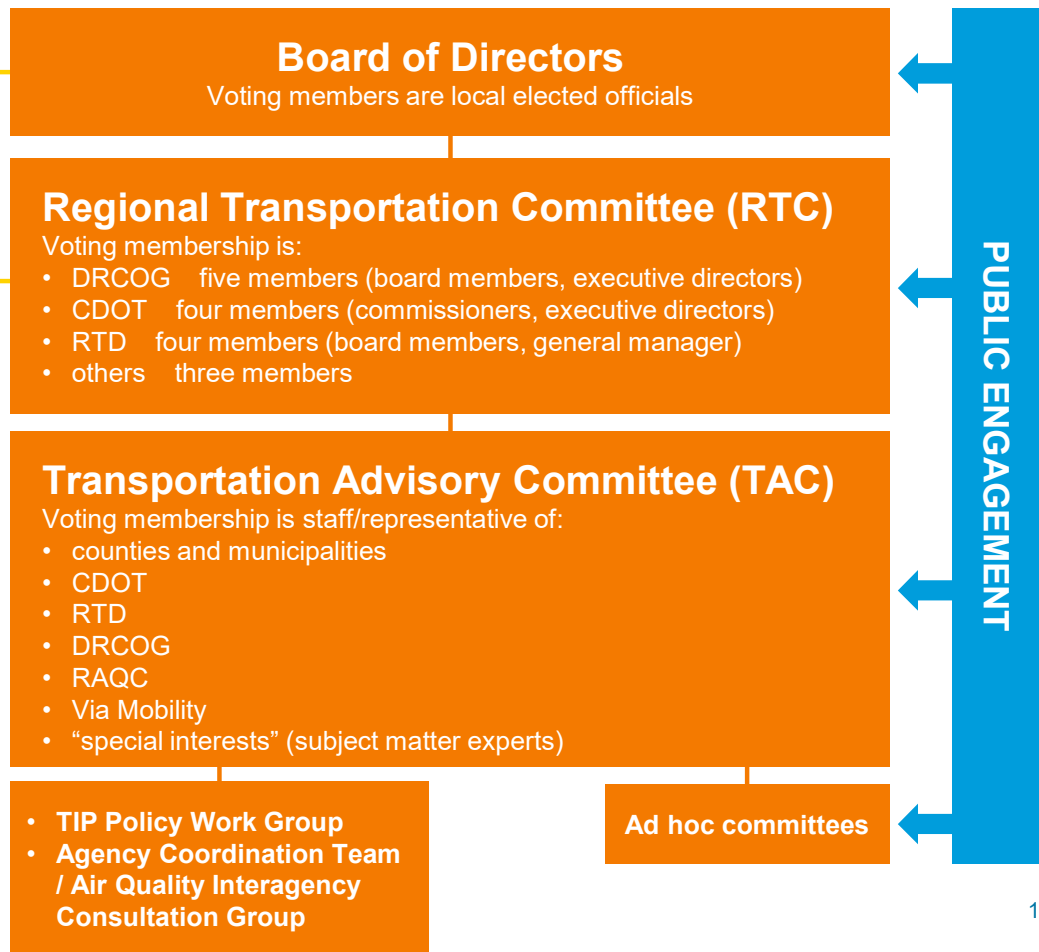 Board of Directors
Voting members are local elected officials
Regional Transportation Committee (RTC)
Voting membership is:
• DRCOG five members (board members, executive directors)
• CDOT four members (commissioners, executive directors)
• RTD four members (board members, general manager)
• others three members
Transportation Advisory Committee (TAC)
Voting membership is staff/representative of:
• counties and municipalities
• CDOT
• RTD
• DRCOG
• RAQC
• Via Mobility
• “special interests” (subject matter experts)
• TIP Policy Work Group
• Agency Coordination Team
/ Air Quality Interagency
Consultation Group
Ad hoc committees
PUBLIC ENGAGEMENT
1